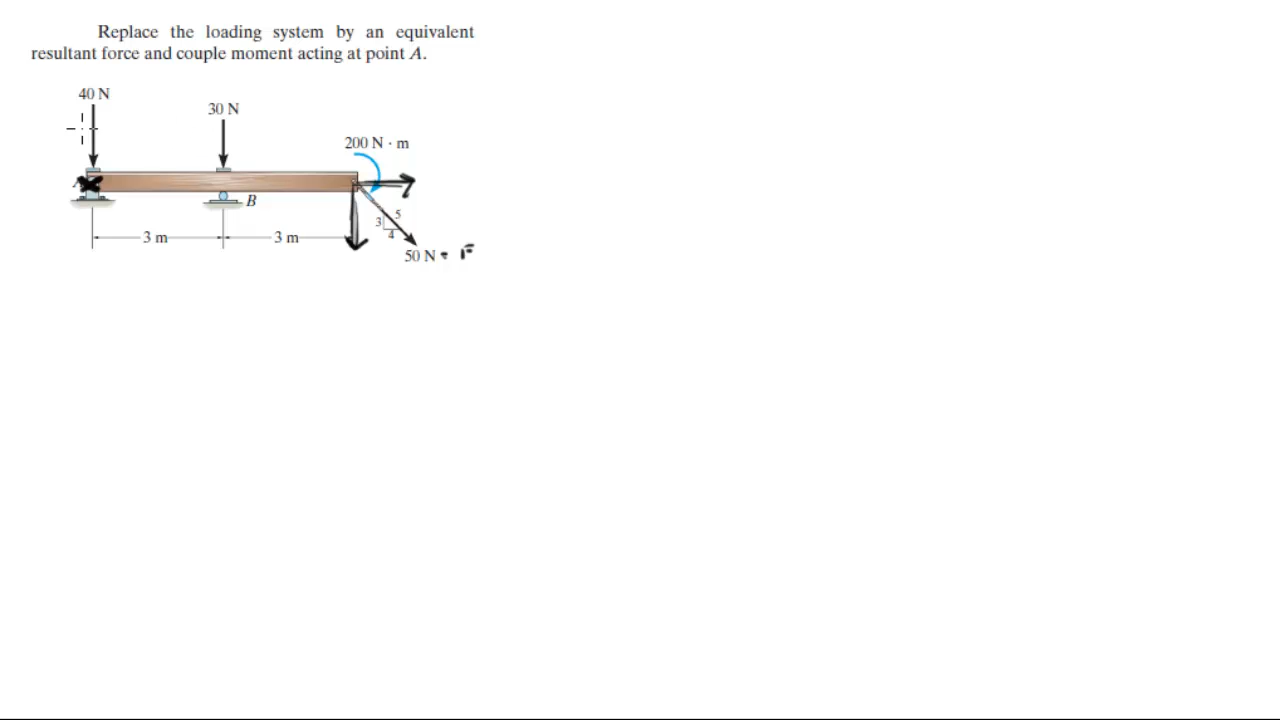 Replace the loading system by an equivalent
resultant force and couple moment acting at point A.
40 N
30 N
200 N · m
B
3
5
4
3 m
3 m
50 N = F